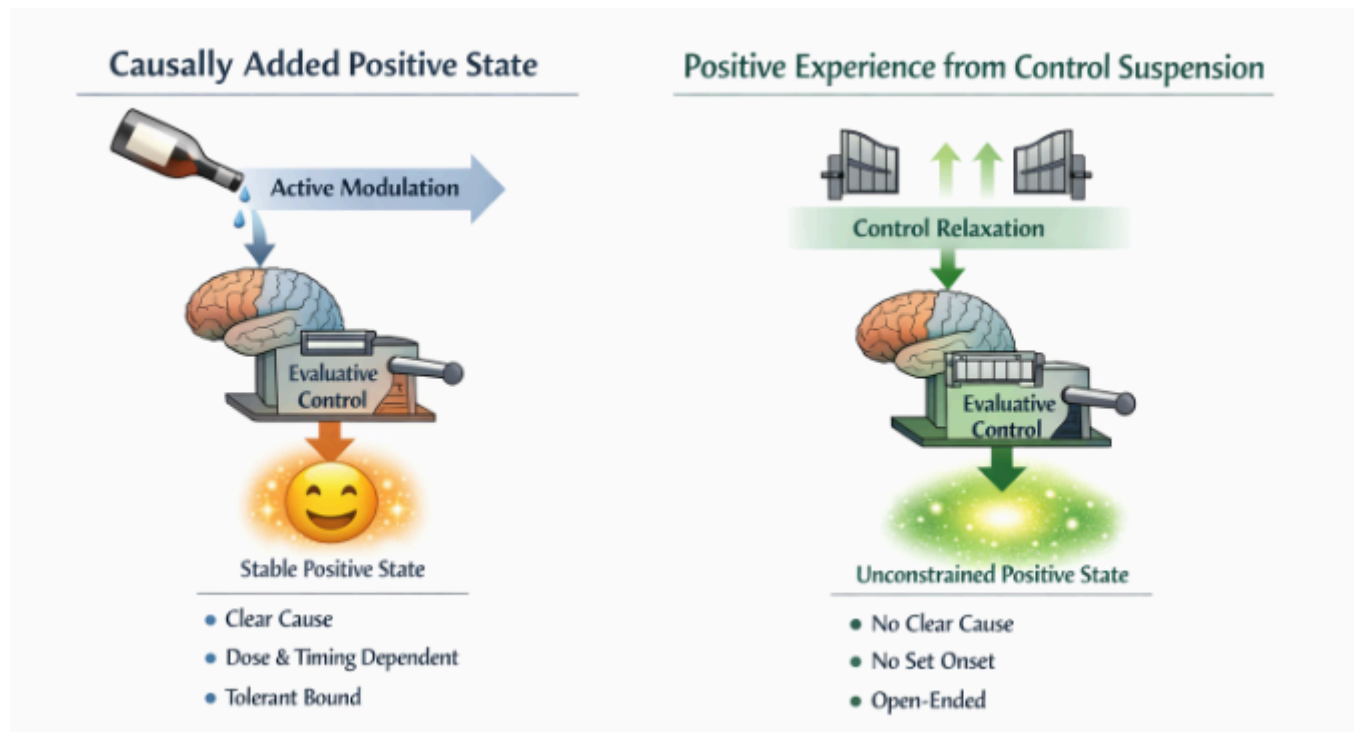 Causally Added Positive State
Active Modulation
Evaluative
Control
Stable Positive State
• Clear Cause
• Dose & Timing Dependent
• Tolerant Bound
Positive Experience from Control Suspension
Control Relaxation
Evaluative
Control
Unconstrained Positive State
• No Clear Cause
• No Set Onset
• Open-Ended